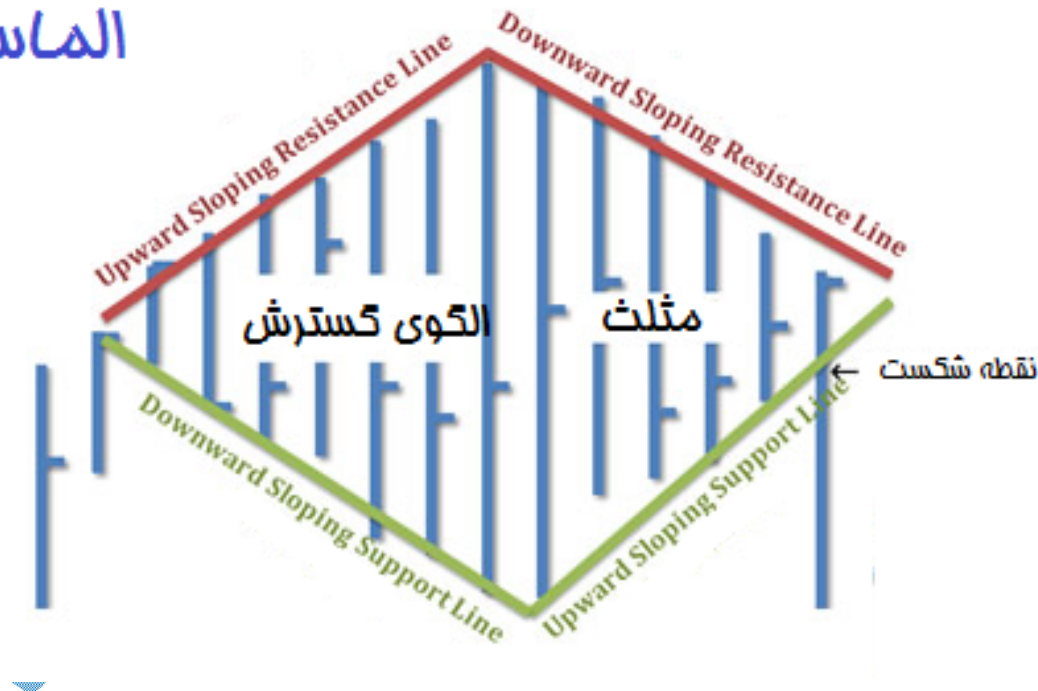 Upward Sloping Resistance Line
Downward Sloping Resistance Line
الگوی گسترش
مثلث
← نقطه شکست
Downward Sloping Support Line
Upward Sloping Support Line